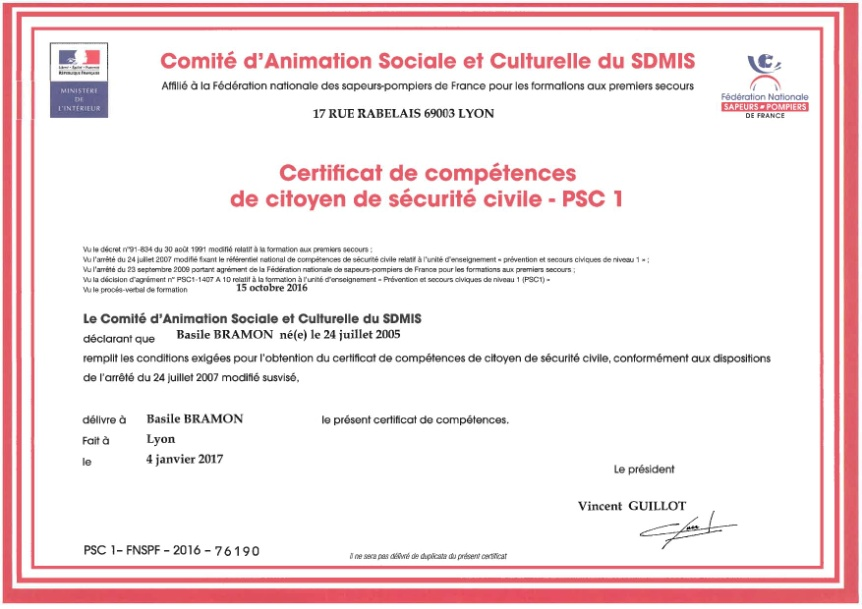 Comité d'Animation Sociale et Culturelle du SDMIS
Affilié à la Fédération nationale des sapeurs-pompiers de France pour les formations aux premiers secours
17 RUE RABELAIS 69003 LYON
Liberté • Égalité • Fraternité
RÉPUBLIQUE FRANÇAISE
MINISTÈRE
DE
L'INTÉRIEUR
Fédération Nationale
SAPEURS-POMPIERS
DE FRANCE
Certificat de compétences
de citoyen de sécurité civile - PSC 1
Vu le décret n°91-834 du 30 août 1991 modifié relatif à la formation aux premiers secours ;
Vu l'arrêté du 24 juillet 2007 modifié fixant le référentiel national de compétences de sécurité civile relatif à l'unité d'enseignement « prévention et secours civiques de niveau 1 » ;
Vu l'arrêté du 23 septembre 2009 portant agrément de la Fédération nationale de sapeurs-pompiers de France pour les formations aux premiers secours ;
Vu la décision d'agrément n° PSC1-1407 A 10 relatif à la formation à l'unité d'enseignement « Prévention et secours civiques de niveau 1 (PSC1) »
Vu le procès-verbal de formation 15 octobre 2016
Le Comité d'Animation Sociale et Culturelle du SDMIS
déclarant que Basile BRAMON né(e) le 24 juillet 2005
remplit les conditions exigées pour l'obtention du certificat de compétences de citoyen de sécurité civile, conformément aux dispositions
de l'arrêté du 24 juillet 2007 modifié susvisé,
délivre à Basile BRAMON le présent certificat de compétences.
Fait à Lyon
le 4 janvier 2017
Le président
Vincent GUILLOT
PSC 1– FNSPF – 2016 – 76190
Il ne sera pas délivré de duplicata du présent certificat